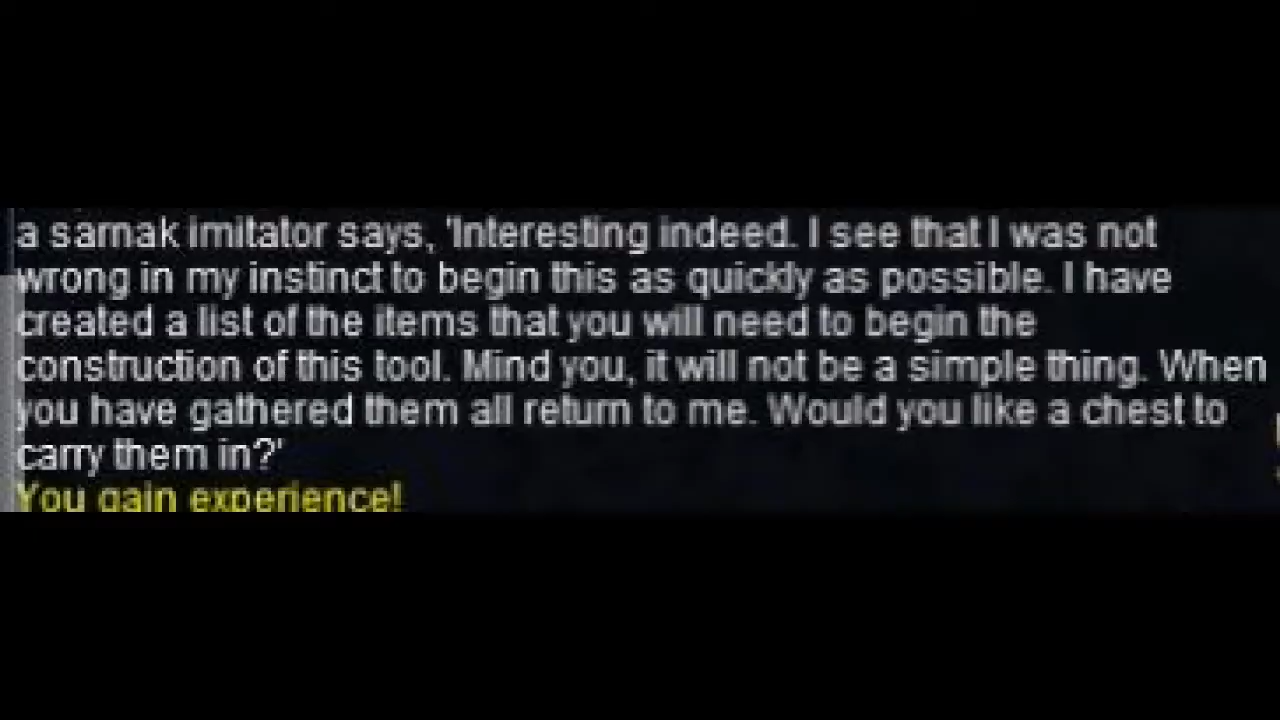 a sarnak imitator says, 'Interesting indeed. I see that I was not
wrong in my instinct to begin this as quickly as possible. I have
created a list of the items that you will need to begin the
construction of this tool. Mind you, it will not be a simple thing. When
you have gathered them all return to me. Would you like a chest to
carry them in?'
You gain experience!